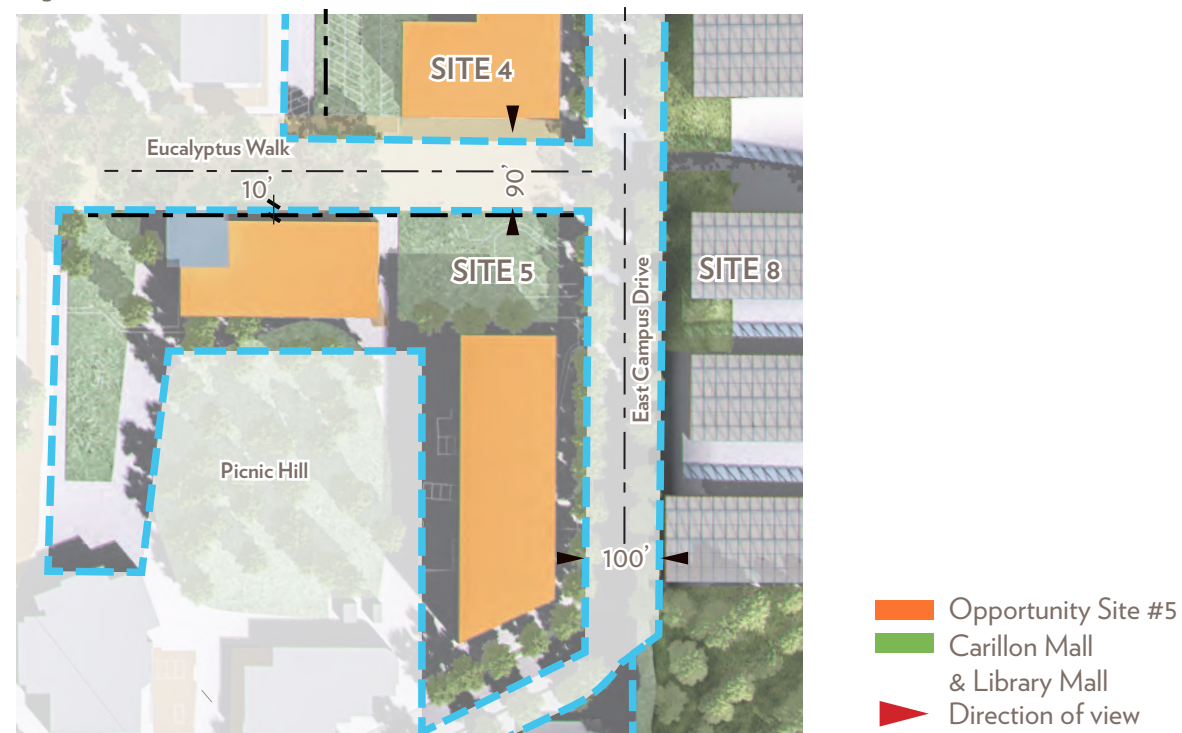 SITE 4
Eucalyptus Walk
10'
90'
SITE 5
SITE 8
East Campus Drive
Picnic Hill
100'
Opportunity Site #5
Carillon Mall
& Library Mall
Direction of view